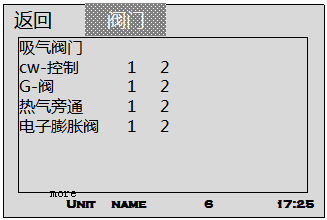 返回 阀门
吸气阀门
cw-控制 1 2
G-阀 1 2
热气旁通 1 2
电子膨胀阀 1 2
more
UNIT NAME 6 17:25